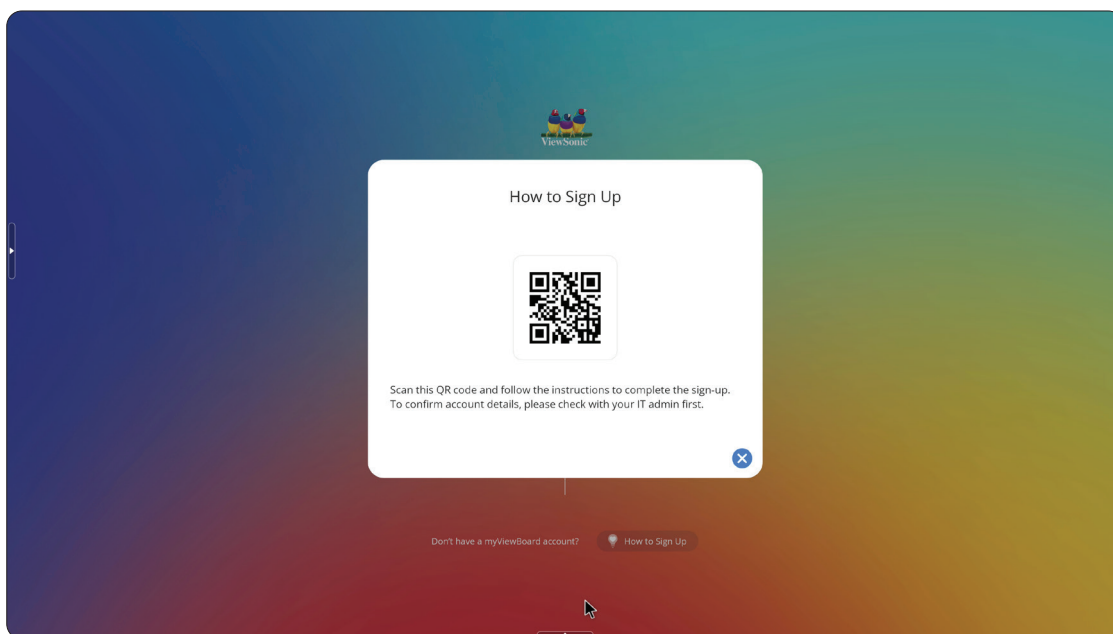 ViewSonic
How to Sign Up
Scan this QR code and follow the instructions to complete the sign-up.
To confirm account details, please check with your IT admin first.
Don't have a myViewBoard account?
How to Sign Up